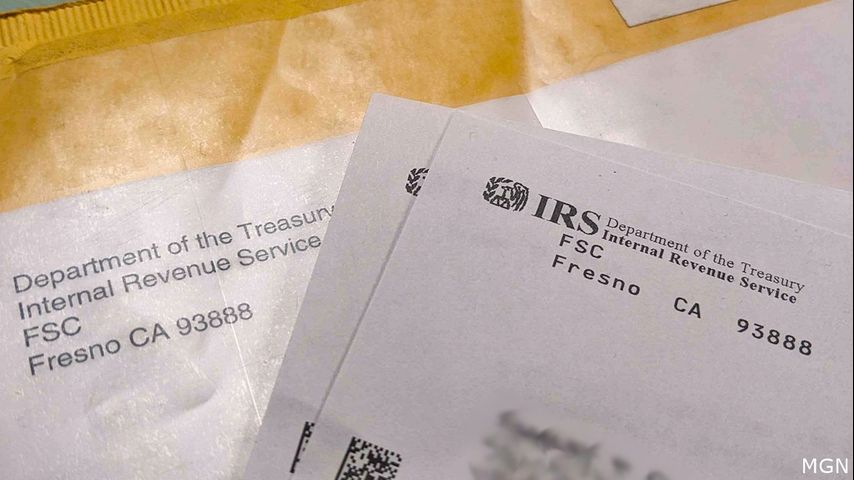 Department of the Treasury
Internal Revenue Service
FSC
Fresno CA 93888
IRS Department of the Treasury
Internal Revenue Service
FSC
Fresno CA 93888
MGN